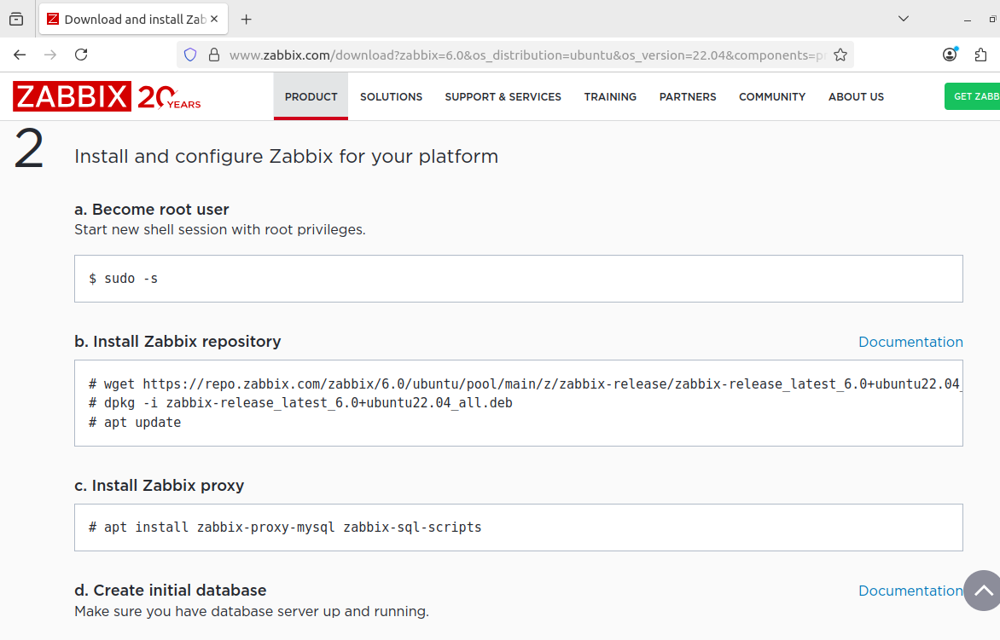 Download and install Zab
www.zabbix.com/download?zabbix=6.0&os_distribution=ubuntu&os_version=22.04&components=p
ZABBIX 20 YEARS
PRODUCT SOLUTIONS SUPPORT & SERVICES TRAINING PARTNERS COMMUNITY ABOUT US GET ZABB
2 Install and configure Zabbix for your platform
a. Become root user
Start new shell session with root privileges.
$ sudo -s
b. Install Zabbix repository Documentation
# wget https://repo.zabbix.com/zabbix/6.0/ubuntu/pool/main/z/zabbix-release/zabbix-release_latest_6.0+ubuntu22.04_
# dpkg -i zabbix-release_latest_6.0+ubuntu22.04_all.deb
# apt update
c. Install Zabbix proxy
# apt install zabbix-proxy-mysql zabbix-sql-scripts
d. Create initial database Documentation
Make sure you have database server up and running.